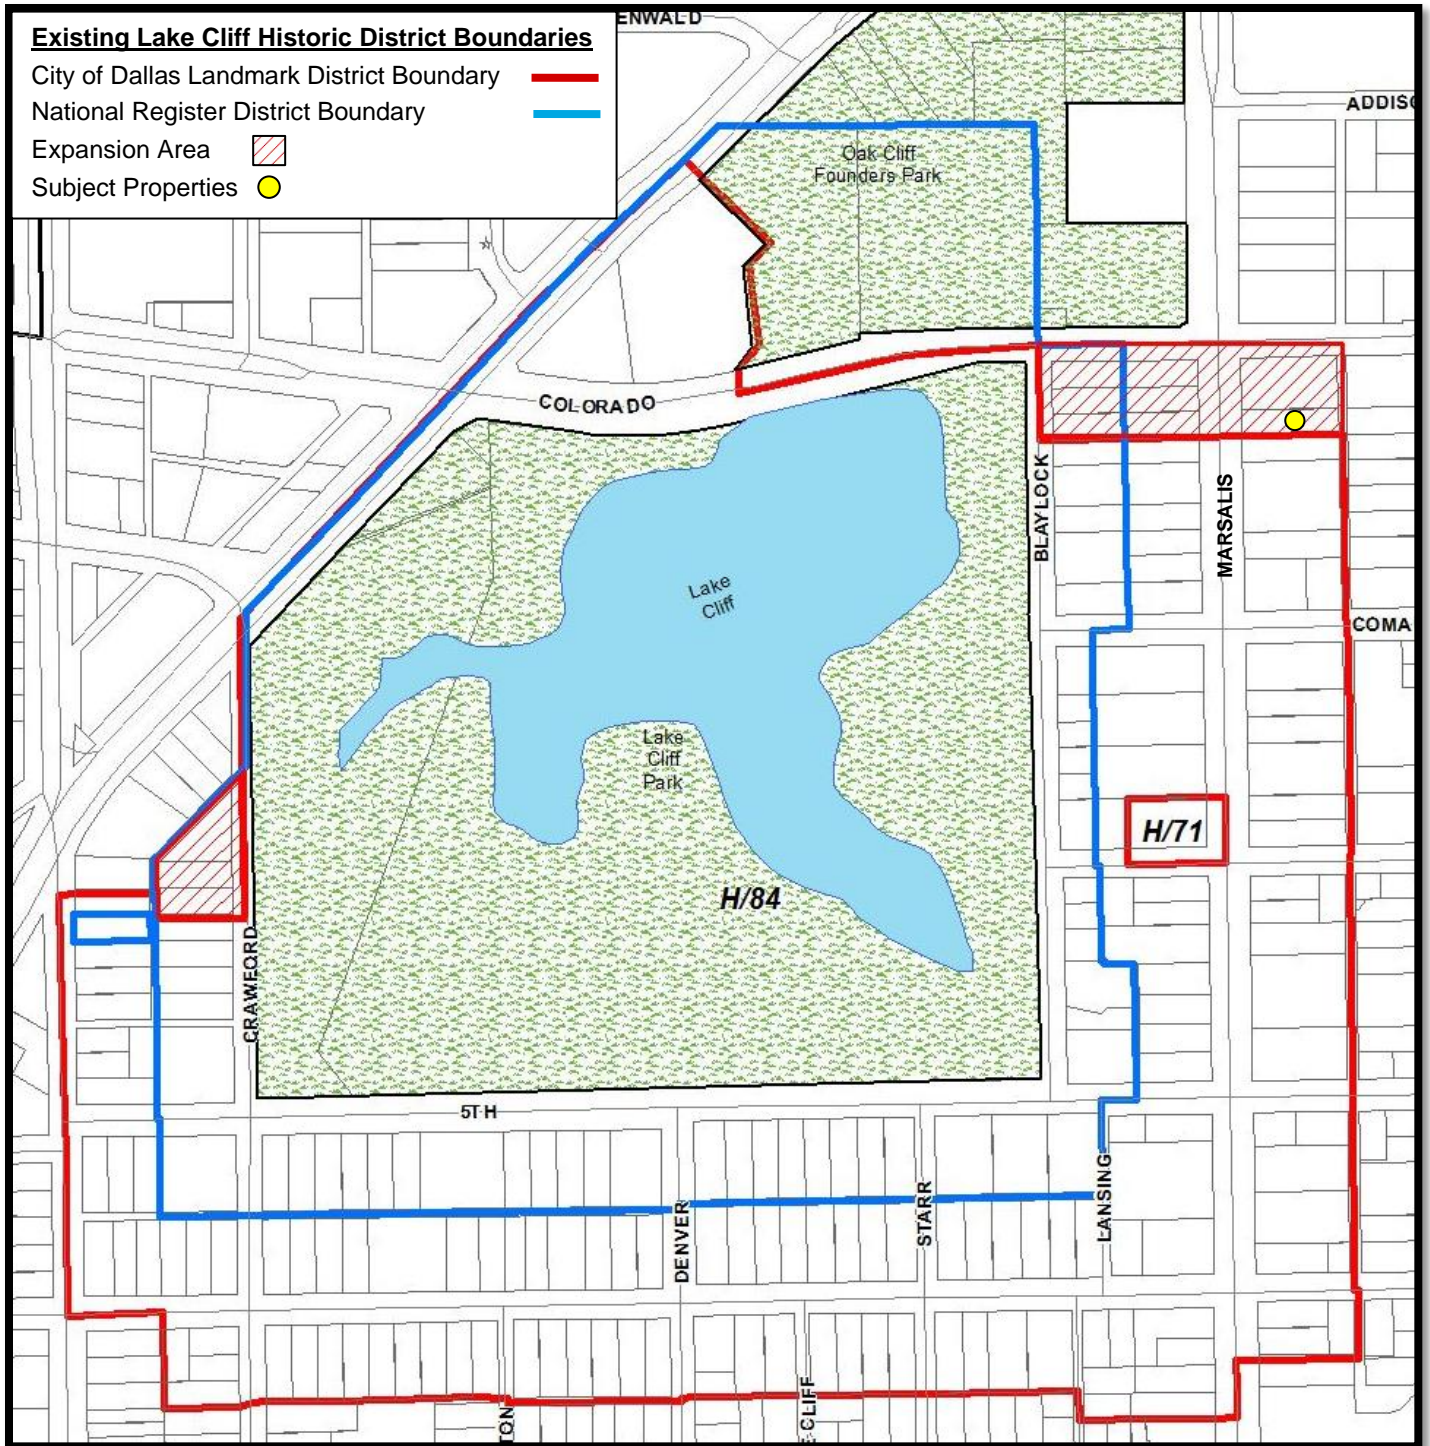 Existing Lake Cliff Historic District Boundaries
City of Dallas Landmark District Boundary
National Register District Boundary
Expansion Area
Subject Properties
ENWALD
ADDISO
Oak Cliff
Founders Park
COLORADO
BLAYLOCK
MARSALIS
Lake
Cliff
COMA
Lake
Cliff
Park
H/71
H/84
CRAWFORD
5TH
DENVER
STARR
LANSING
TON
E CLIFF